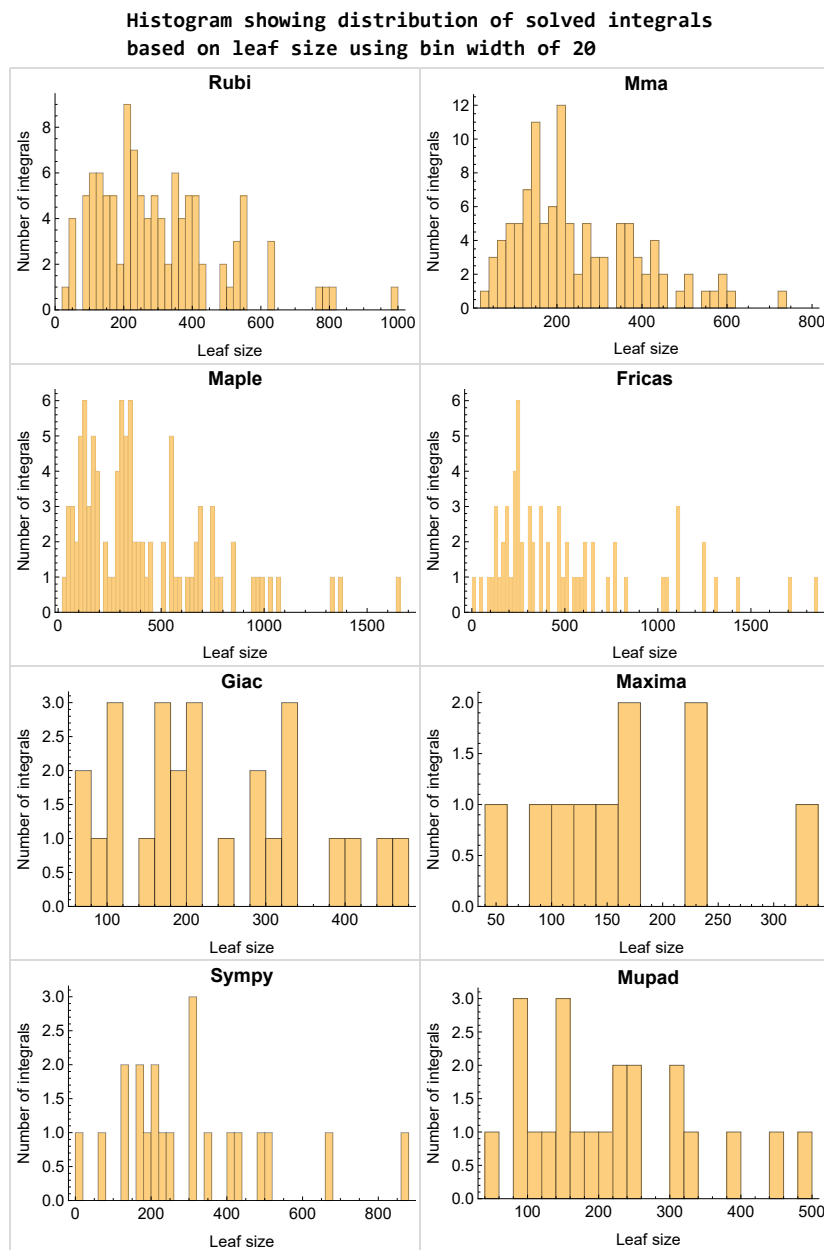 Histogram showing distribution of solved integrals
based on leaf size using bin width of 20
Rubi
Number of integrals
8
6
4
2
0
0 200 400 600 800 1000
Leaf size
Mma
Number of integrals
12
10
8
6
4
2
0
200 400 600 800
Leaf size
Maple
Number of integrals
6
5
4
3
2
1
0
0 500 1000 1500
Leaf size
Fricas
Number of integrals
6
5
4
3
2
1
0
0 500 1000 1500
Leaf size
Giac
Number of integrals
3.0
2.5
2.0
1.5
1.0
0.5
0.0
100 200 300 400
Leaf size
Maxima
Number of integrals
2.0
1.5
1.0
0.5
0.0
50 100 150 200 250 300
Leaf size
Sympy
Number of integrals
3.0
2.5
2.0
1.5
1.0
0.5
0.0
0 200 400 600 800
Leaf size
Mupad
Number of integrals
3.0
2.5
2.0
1.5
1.0
0.5
0.0
100 200 300 400 500
Leaf size